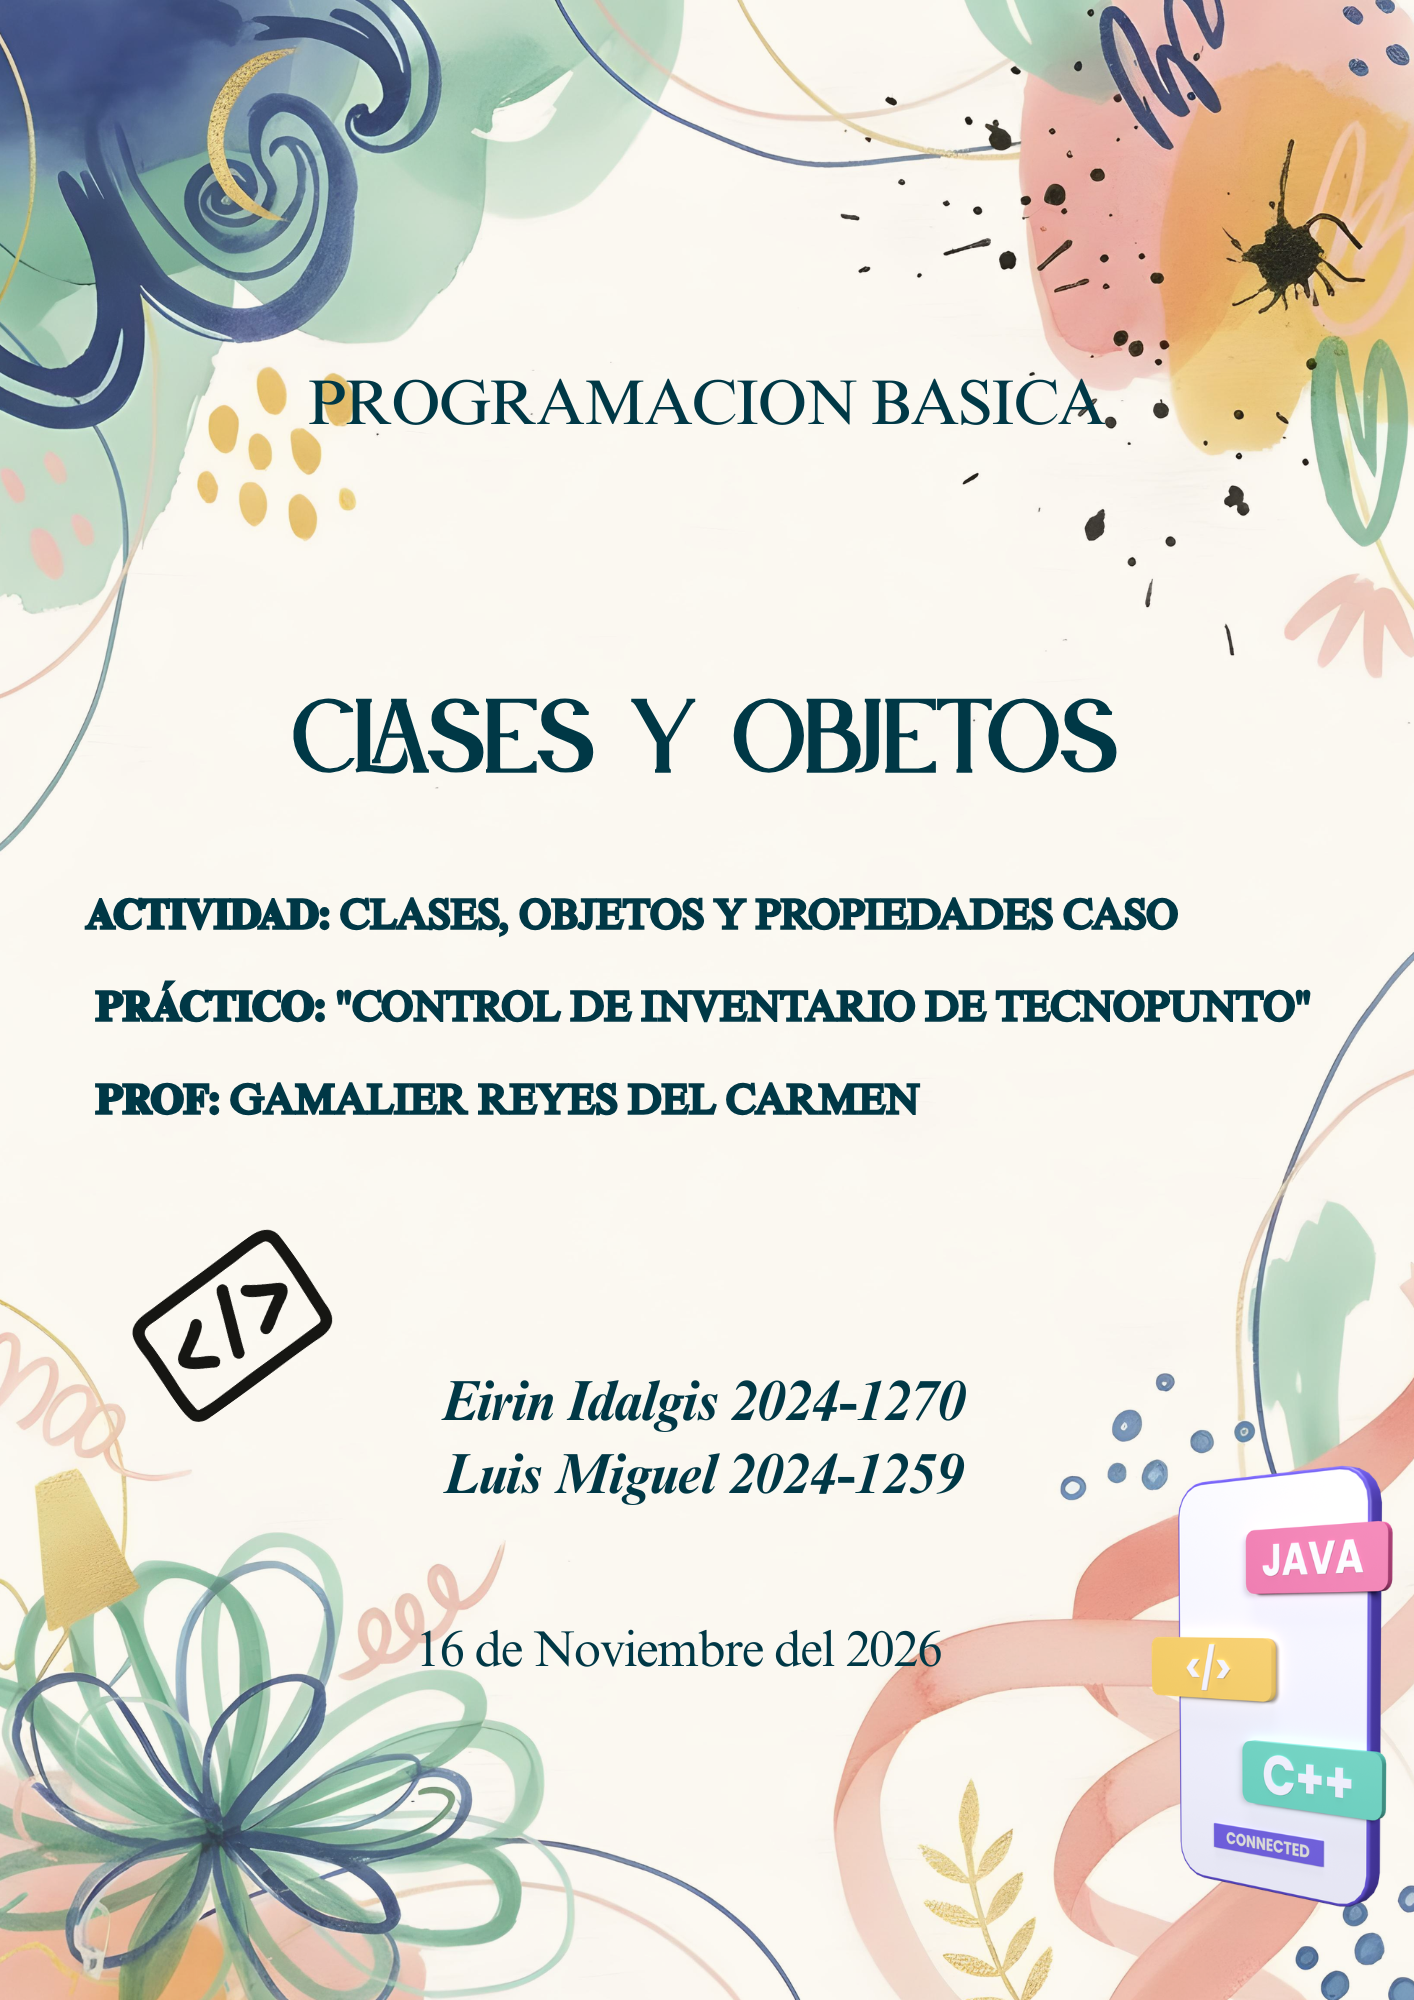 PROGRAMACION BASICA
CLASES Y OBJETOS
ACTIVIDAD: CLASES, OBJETOS Y PROPIEDADES CASO
PRÁCTICO: "CONTROL DE INVENTARIO DE TECNOPUNTO"
PROF: GAMALIER REYES DEL CARMEN
</>
Eirin Idalgis 2024-1270
Luis Miguel 2024-1259
JAVA
16 de Noviembre del 2026
</>
C++
CONNECTED